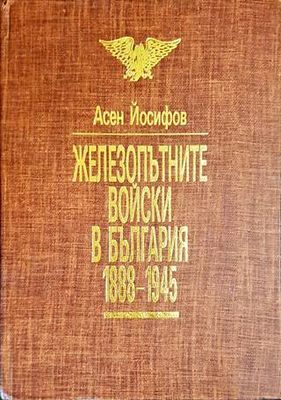 Асен Йосифов
ЖЕЛЕЗОПЪТНИТЕ
ВОЙСКИ
В БЪЛГАРИЯ
1888–1945